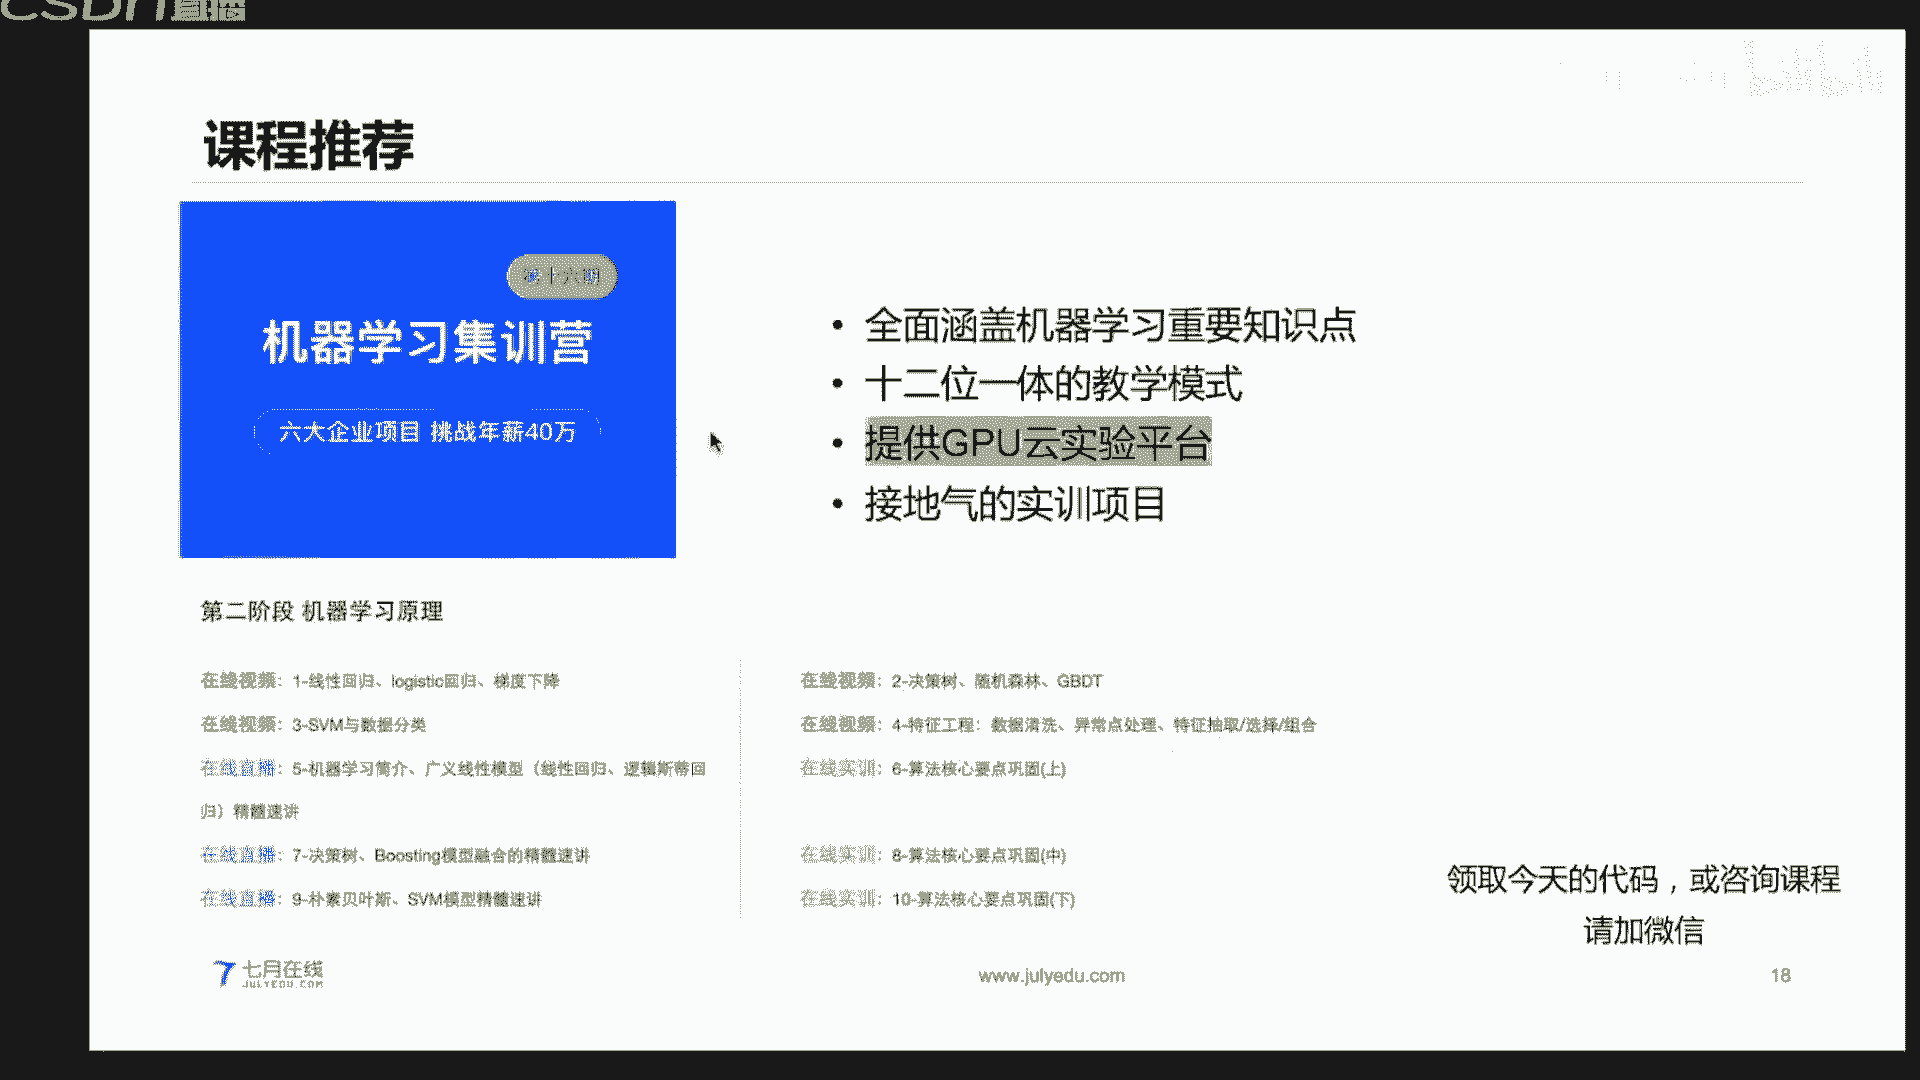 CSDN直播
bilibili
课程推荐
机器学习集训营
六大企业项目 挑战年薪40万
• 全面涵盖机器学习重要知识点
• 十二位一体的教学模式
• 提供GPU云实验平台
• 接地气的实训项目
第二阶段 机器学习原理
在线视频：1-线性回归、logistic回归、梯度下降
在线视频：2-决策树、随机森林、GBDT
在线视频：3-SVM与数据分类
在线视频：4-特征工程：数据清洗、异常点处理、特征抽取/选择/组合
在线直播：5-机器学习简介、广义线性模型（线性回归、逻辑斯蒂回
归）精髓速讲
在线实训：6-算法核心要点巩固(上)
在线直播：7-决策树、Boosting模型融合的精髓速讲
在线实训：8-算法核心要点巩固(中)
在线直播：9-朴素贝叶斯、SVM模型精髓速讲
在线实训：10-算法核心要点巩固(下)
领取今天的代码，或咨询课程
请加微信
七月在线
JULYEDU.COM
www.julyedu.com
18